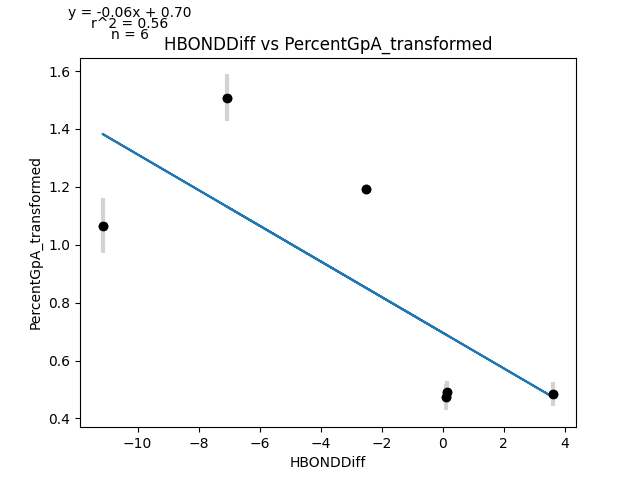 y = -0.06x + 0.70
r^2 = 0.56
n = 6
HBONDDiff vs PercentGpA_transformed
1.6
1.4
1.2
1.0
0.8
0.6
0.4
PercentGpA_transformed
−10
−8
−6
−4
−2
0
2
4
HBONDDiff